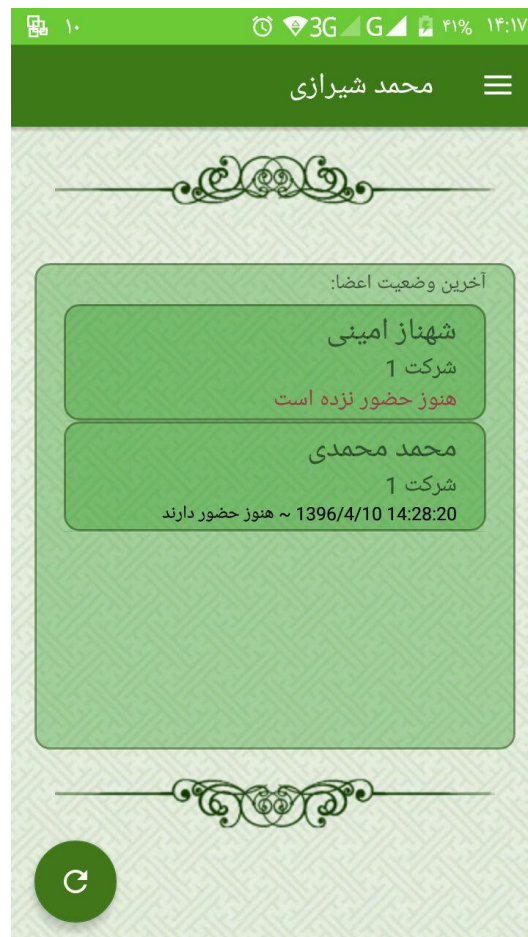 ۱۰ 3G G ۴۱% ۱۴:۱۷
محمد شیرازی
آخرین وضعیت اعضا:
شهناز امینی
شرکت 1
هنوز حضور نزده است
محمد محمدی
شرکت 1
1396/4/10 14:28:20 ~ هنوز حضور دارند